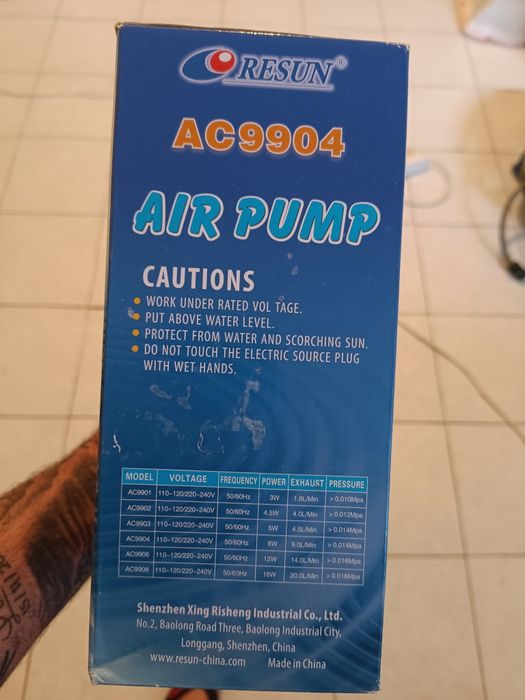 RESUN®
AC9904
AIR PUMP
CAUTIONS
• WORK UNDER RATED VOL TAGE.
• PUT ABOVE WATER LEVEL.
• PROTECT FROM WATER AND SCORCHING SUN.
• DO NOT TOUCH THE ELECTRIC SOURCE PLUG
WITH WET HANDS.
MODEL VOLTAGE FREQUENCY POWER EXHAUST PRESSURE
AC9901 110-120/220-240V 50/60Hz 3W 1.8L/Min >0.010Mpa
AC9902 110-120/220-240V 50/60Hz 4.5W 4.0L/Min >0.012Mpa
AC9903 110-120/220-240V 50/60Hz 5W 4.5L/Min >0.014Mpa
AC9904 110-120/220-240V 50/60Hz 8W 9.0L/Min >0.014Mpa
AC9906 110-120/220-240V 50/60Hz 12W 14.0L/Min >0.016Mpa
AC9908 110-120/220-240V 50/60Hz 16W 20.0L/Min >0.016Mpa
Shenzhen Xing Risheng Industrial Co., Ltd.
No.2, Baolong Road Three, Baolong Industrial City,
Longgang, Shenzhen, China
www.resun-china.com Made in China